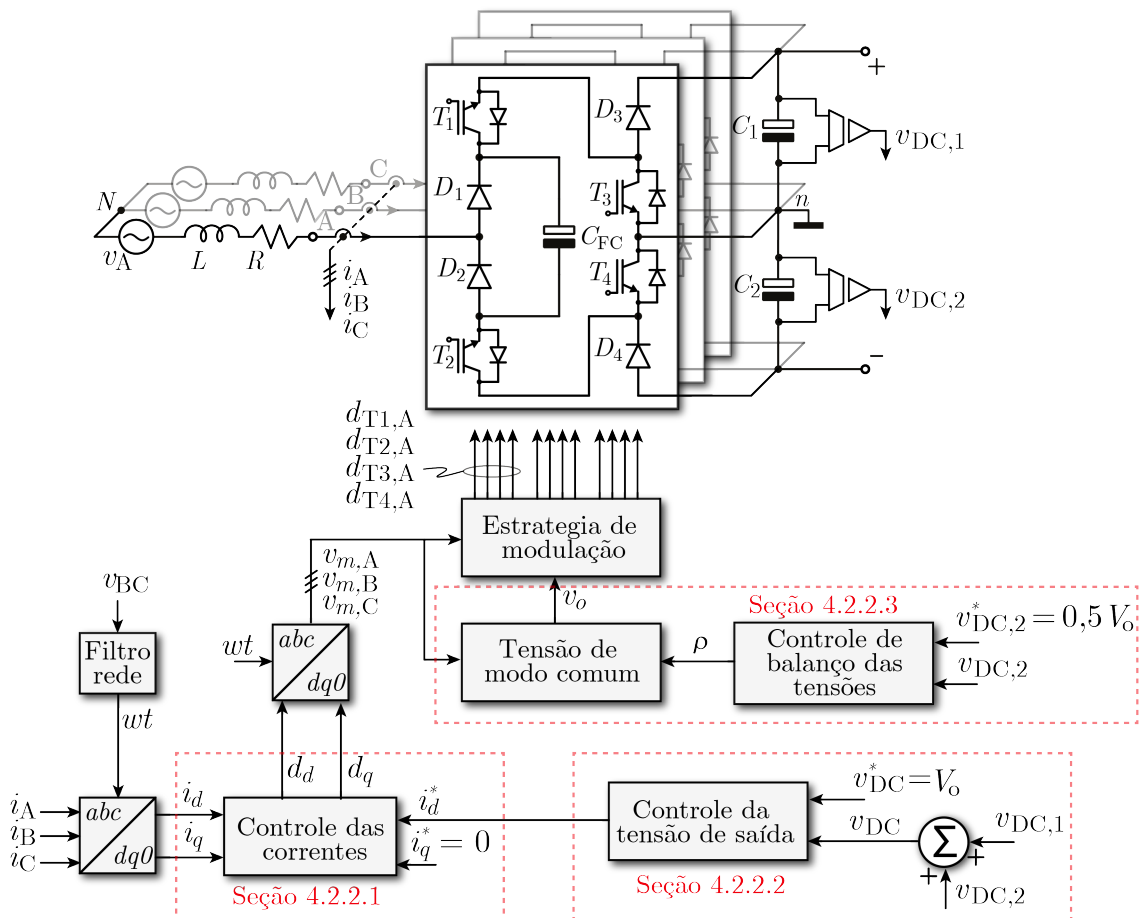 T1
D3
C1
vDC,1
+
C
B
A
N
vA
L
R
iA
iB
iC
D1
D2
CFC
T3
T4
n
C2
vDC,2
T2
D4
−
dT1,A
dT2,A
dT3,A
dT4,A
Estrategia de
modulação
vm,A
vm,B
vm,C
vo
Seção 4.2.2.3
vBC
Filtro
rede
wt
wt
abc
dq0
Tensão de
modo comum
ρ
Controle de
balanço das
tensões
v*DC,2 = 0,5 Vo
vDC,2
dd
dq
iA
iB
iC
abc
dq0
id
iq
Controle das
correntes
i*d
i*q = 0
Seção 4.2.2.1
Controle da
tensão de saída
v*DC = Vo
vDC
Σ
vDC,1
+
+
vDC,2
Seção 4.2.2.2